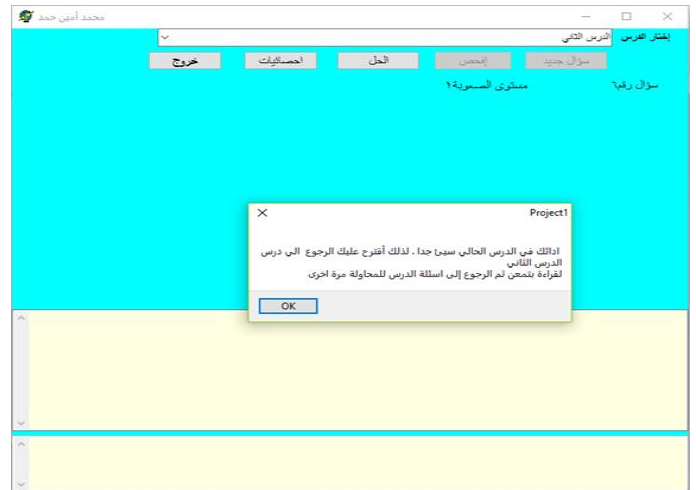 محمد أمين حمد
إختار الدرس الدرس الثاني
سؤال جديد إفحص الحل احصائيات خروج
سؤال رقم٦ مستوى الصعوبة١
Project1
ادائك في الدرس الحالي سيئ جدا ، لذلك أقترح عليك الرجوع الي درس
الدرس الثاني
لقراءة بتمعن ثم الرجوع إلى اسئلة الدرس للمحاولة مرة اخرى
OK